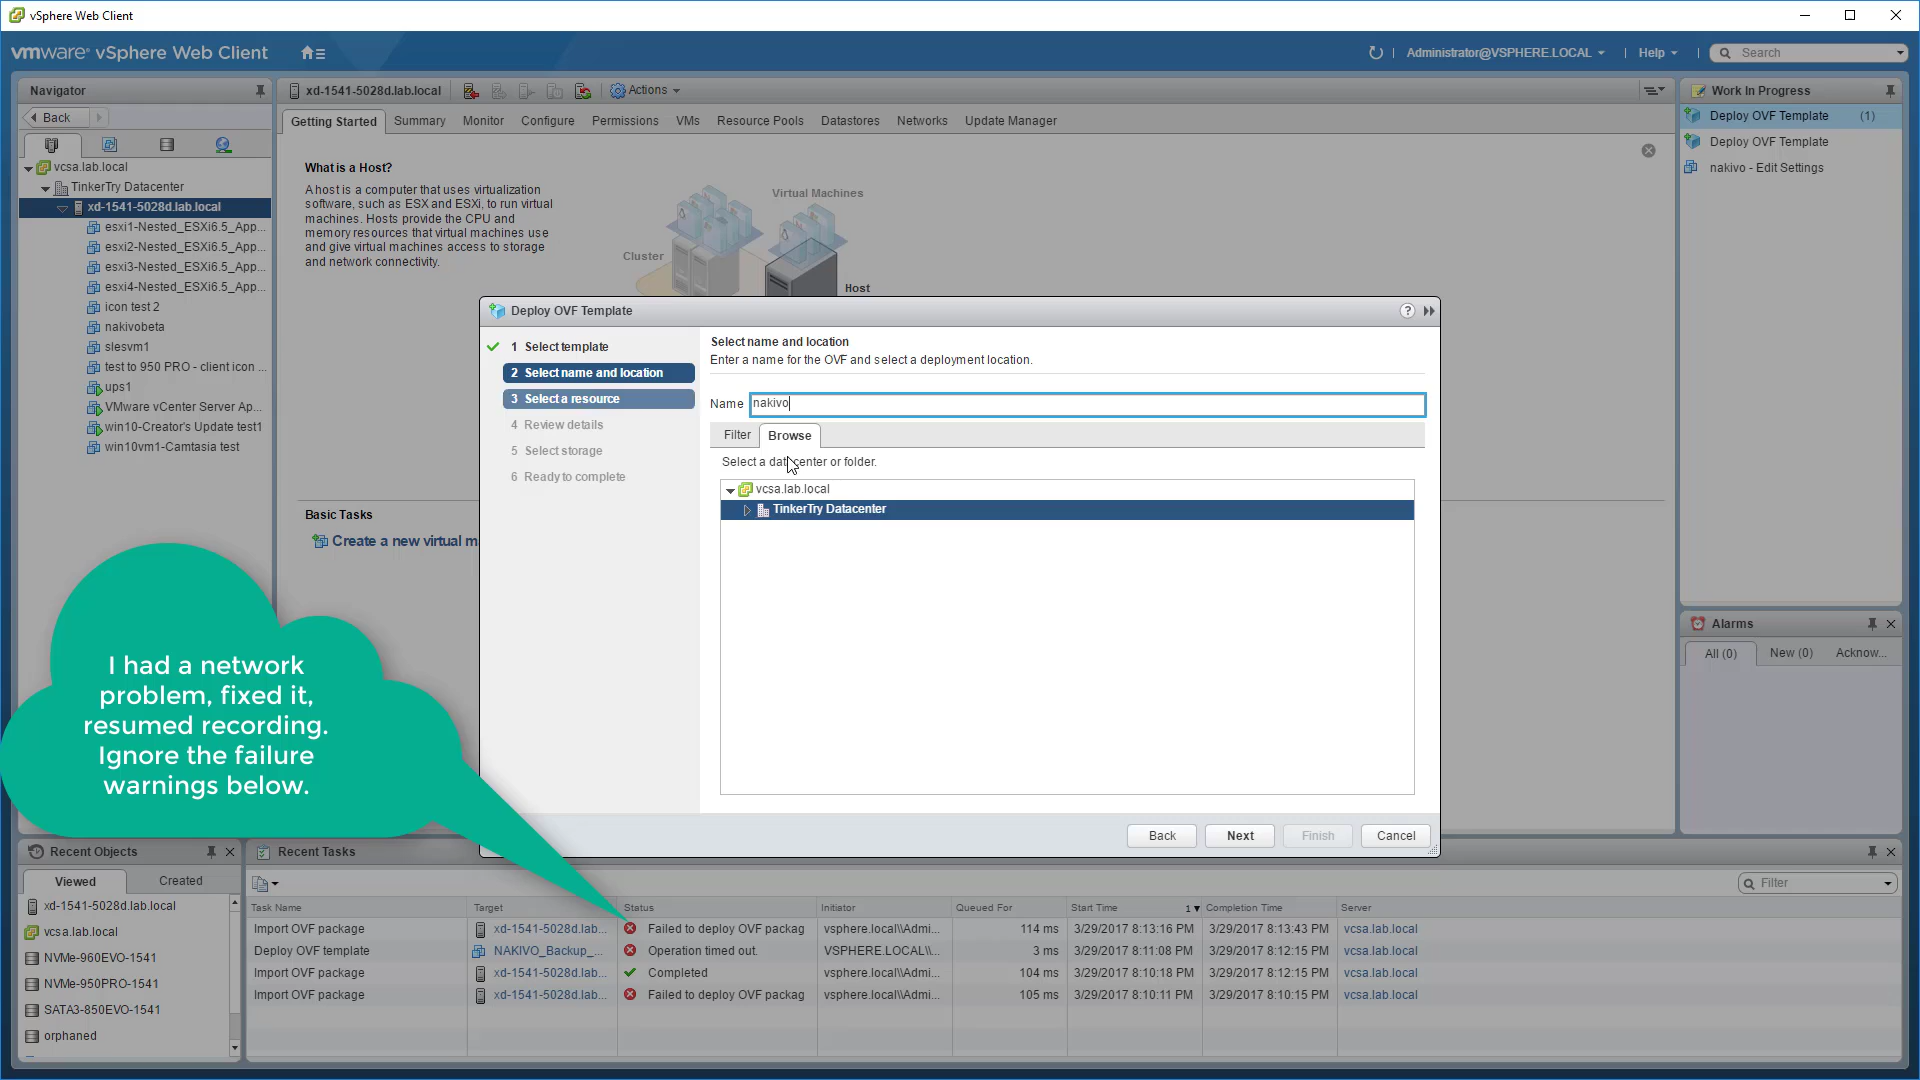 vSphere Web Client
vmware® vSphere Web Client
Administrator@VSPHERE.LOCAL
Help
Search
Navigator
Back
vcsa.lab.local
TinkerTry Datacenter
xd-1541-5028d.lab.local
esxi1-Nested_ESXi6.5_App...
esxi2-Nested_ESXi6.5_App...
esxi3-Nested_ESXi6.5_App...
esxi4-Nested_ESXi6.5_App...
icon test 2
nakivobeta
slesvm1
test to 950 PRO - client icon ...
ups1
VMware vCenter Server Ap...
win10-Creator's Update test1
win10vm1-Camtasia test
xd-1541-5028d.lab.local
Actions
Getting Started Summary Monitor Configure Permissions VMs Resource Pools Datastores Networks Update Manager
What is a Host?
A host is a computer that uses virtualization
software, such as ESX and ESXi, to run virtual
machines. Hosts provide the CPU and
memory resources that virtual machines use
and give virtual machines access to storage
and network connectivity.
Virtual Machines
Cluster
Host
Basic Tasks
Create a new virtual m
Work In Progress
Deploy OVF Template (1)
Deploy OVF Template
nakivo - Edit Settings
Alarms
All (0) New (0) Acknow...
Deploy OVF Template
?
1 Select template
2 Select name and location
3 Select a resource
4 Review details
5 Select storage
6 Ready to complete
Select name and location
Enter a name for the OVF and select a deployment location.
Name nakivo
Filter Browse
Select a datacenter or folder.
vcsa.lab.local
TinkerTry Datacenter
Back Next Finish Cancel
I had a network
problem, fixed it,
resumed recording.
Ignore the failure
warnings below.
Recent Objects
Viewed Created
xd-1541-5028d.lab.local
vcsa.lab.local
NVMe-960EVO-1541
NVMe-950PRO-1541
SATA3-850EVO-1541
orphaned
Recent Tasks
Filter
Task Name Target Status Initiator Queued For Start Time 1 Completion Time Server
Import OVF package xd-1541-5028d.lab... Failed to deploy OVF packag vsphere.local\\Admi... 114 ms 3/29/2017 8:13:16 PM 3/29/2017 8:13:43 PM vcsa.lab.local
Deploy OVF template NAKIVO_Backup_... Operation timed out. VSPHERE.LOCAL\\... 3 ms 3/29/2017 8:11:08 PM 3/29/2017 8:12:15 PM vcsa.lab.local
Import OVF package xd-1541-5028d.lab... Completed vsphere.local\\Admi... 104 ms 3/29/2017 8:10:18 PM 3/29/2017 8:12:15 PM vcsa.lab.local
Import OVF package xd-1541-5028d.lab... Failed to deploy OVF packag vsphere.local\\Admi... 105 ms 3/29/2017 8:10:11 PM 3/29/2017 8:10:15 PM vcsa.lab.local